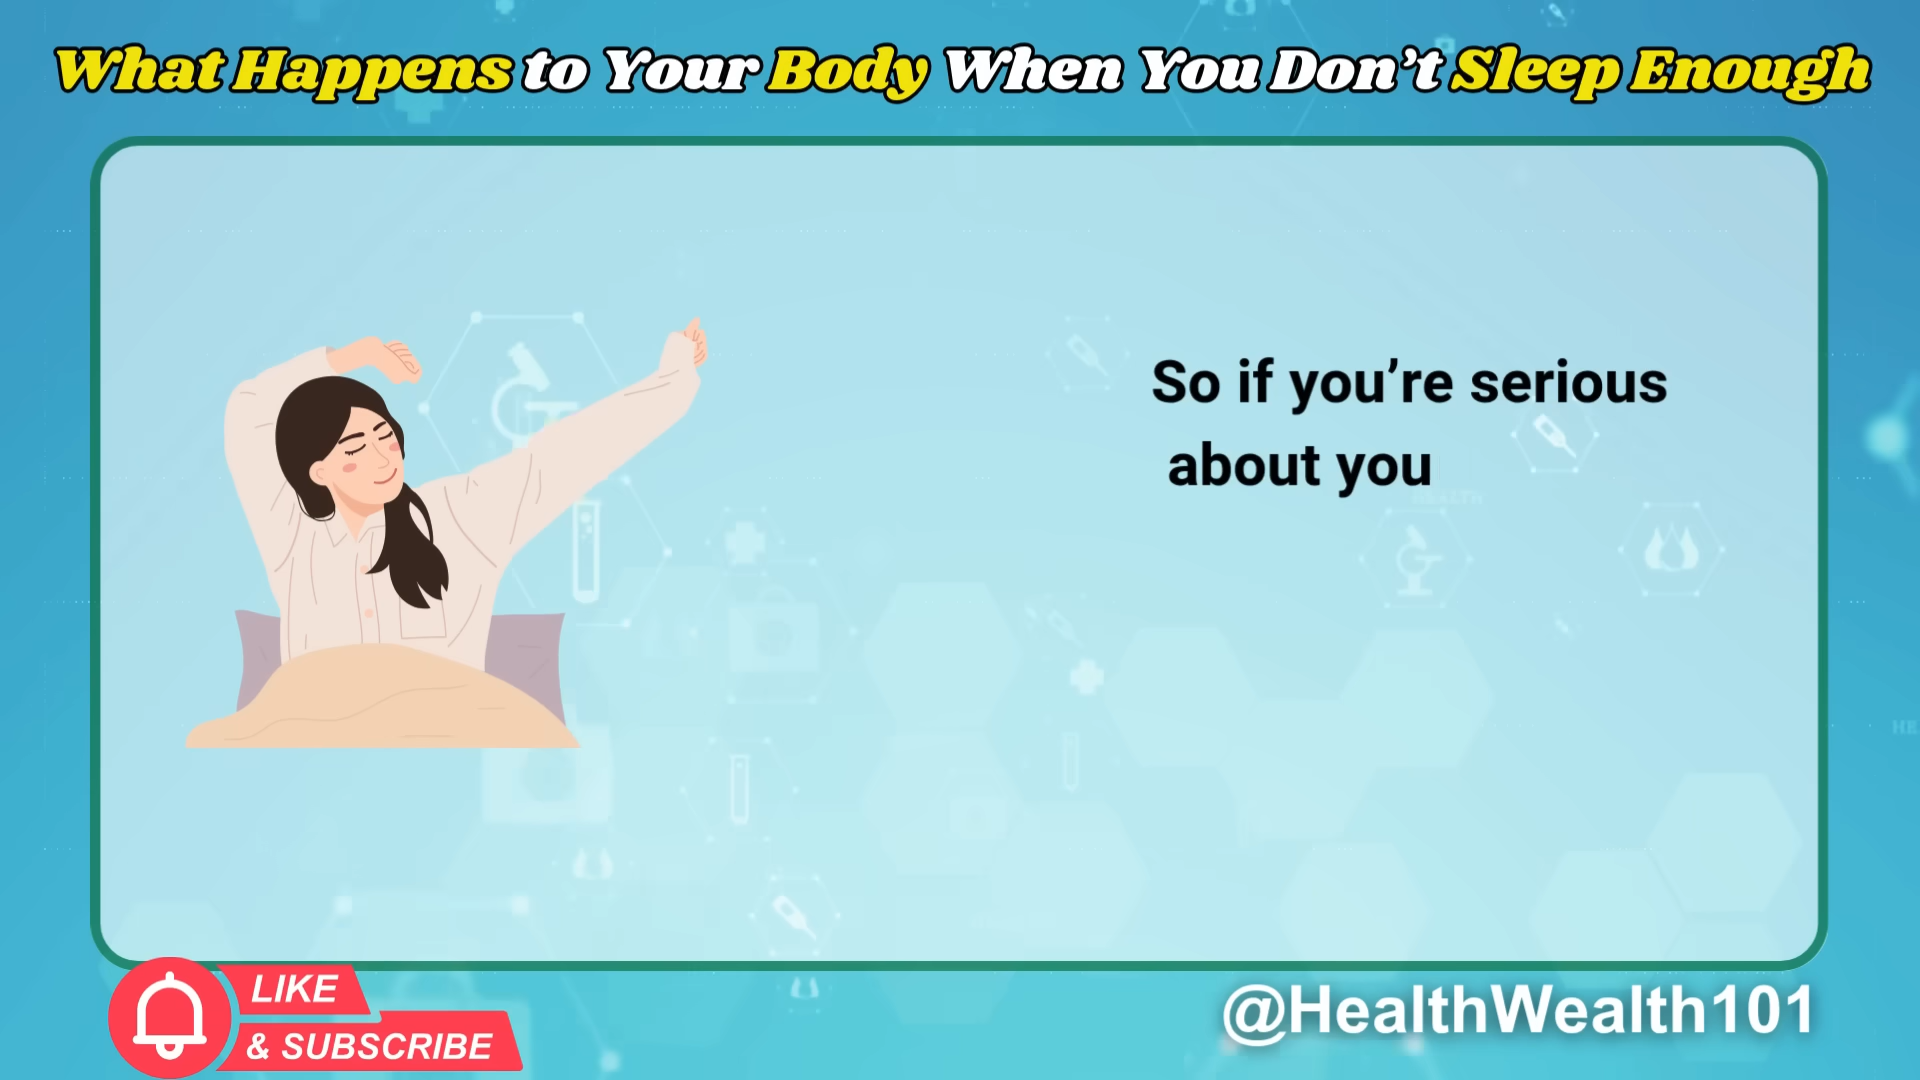 What Happens to Your Body When You Don’t Sleep Enough
So if you’re serious
about you
HEALTH
LIKE
& SUBSCRIBE
@HealthWealth101